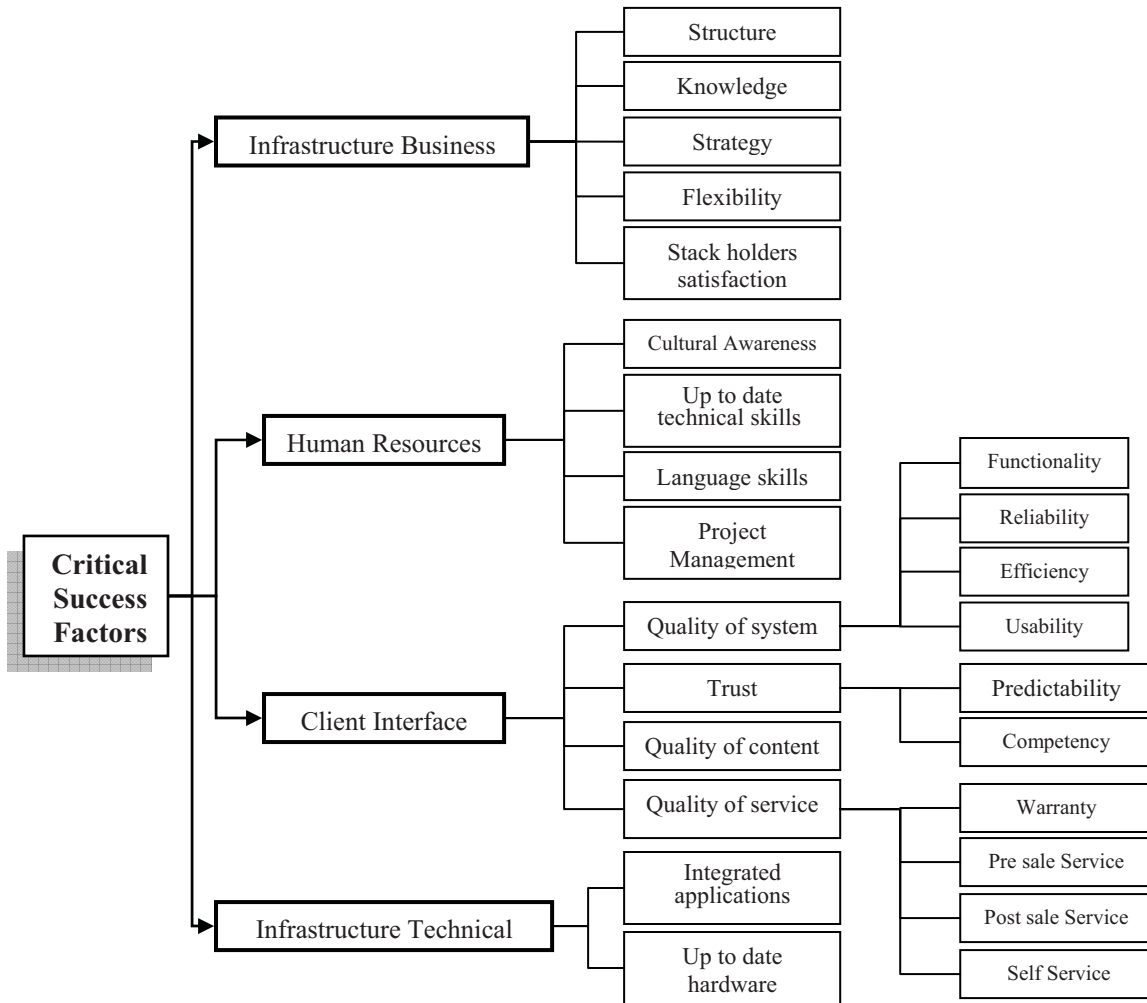 Critical
Success
Factors
Infrastructure Business
Structure
Knowledge
Strategy
Flexibility
Stack holders
satisfaction
Human Resources
Cultural Awareness
Up to date
technical skills
Language skills
Project
Management
Client Interface
Quality of system
Functionality
Reliability
Efficiency
Usability
Trust
Predictability
Competency
Quality of content
Quality of service
Warranty
Pre sale Service
Post sale Service
Self Service
Infrastructure Technical
Integrated
applications
Up to date
hardware